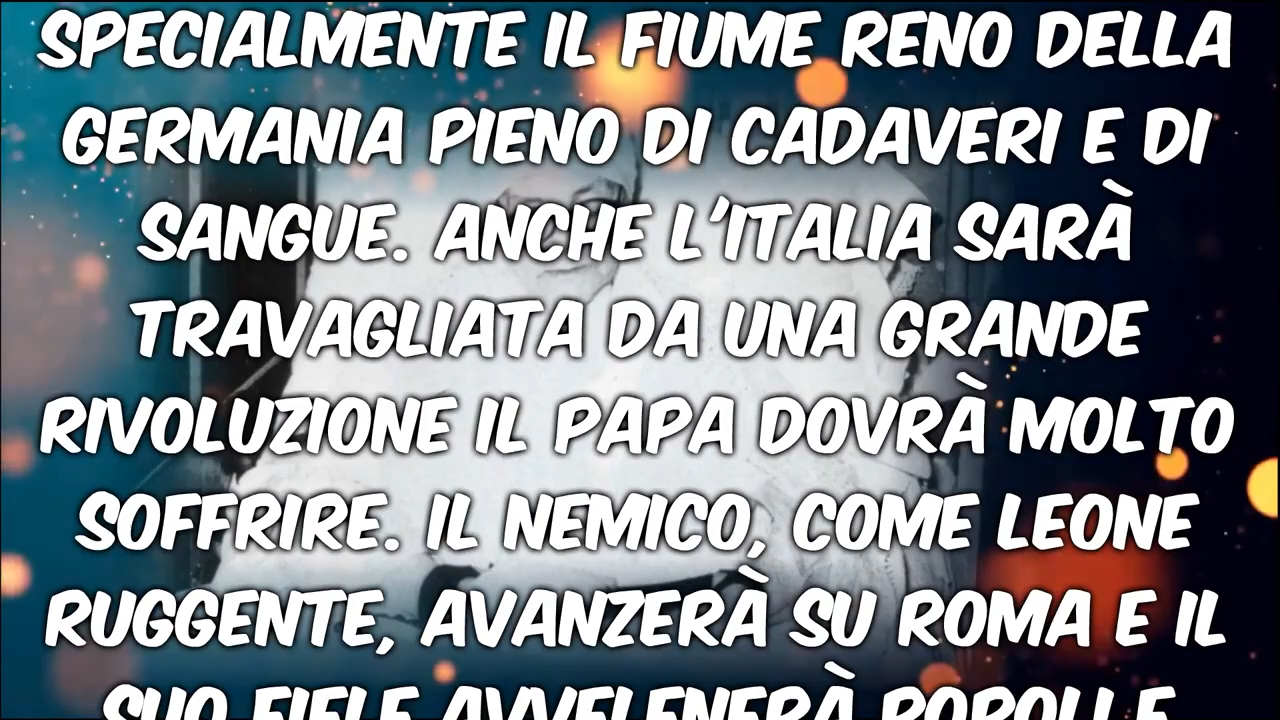 SPECIALMENTE IL FIUME RENO DELLA
GERMANIA PIENO DI CADAVERI E DI
SANGUE. ANCHE L'ITALIA SARÀ
TRAVAGLIATA DA UNA GRANDE
RIVOLUZIONE IL PAPA DOVRÀ MOLTO
SOFFRIRE. IL NEMICO, COME LEONE
RUGGENTE, AVANZERÀ SU ROMA E IL
SUO FIELE AVVELENERÀ POPOLI E